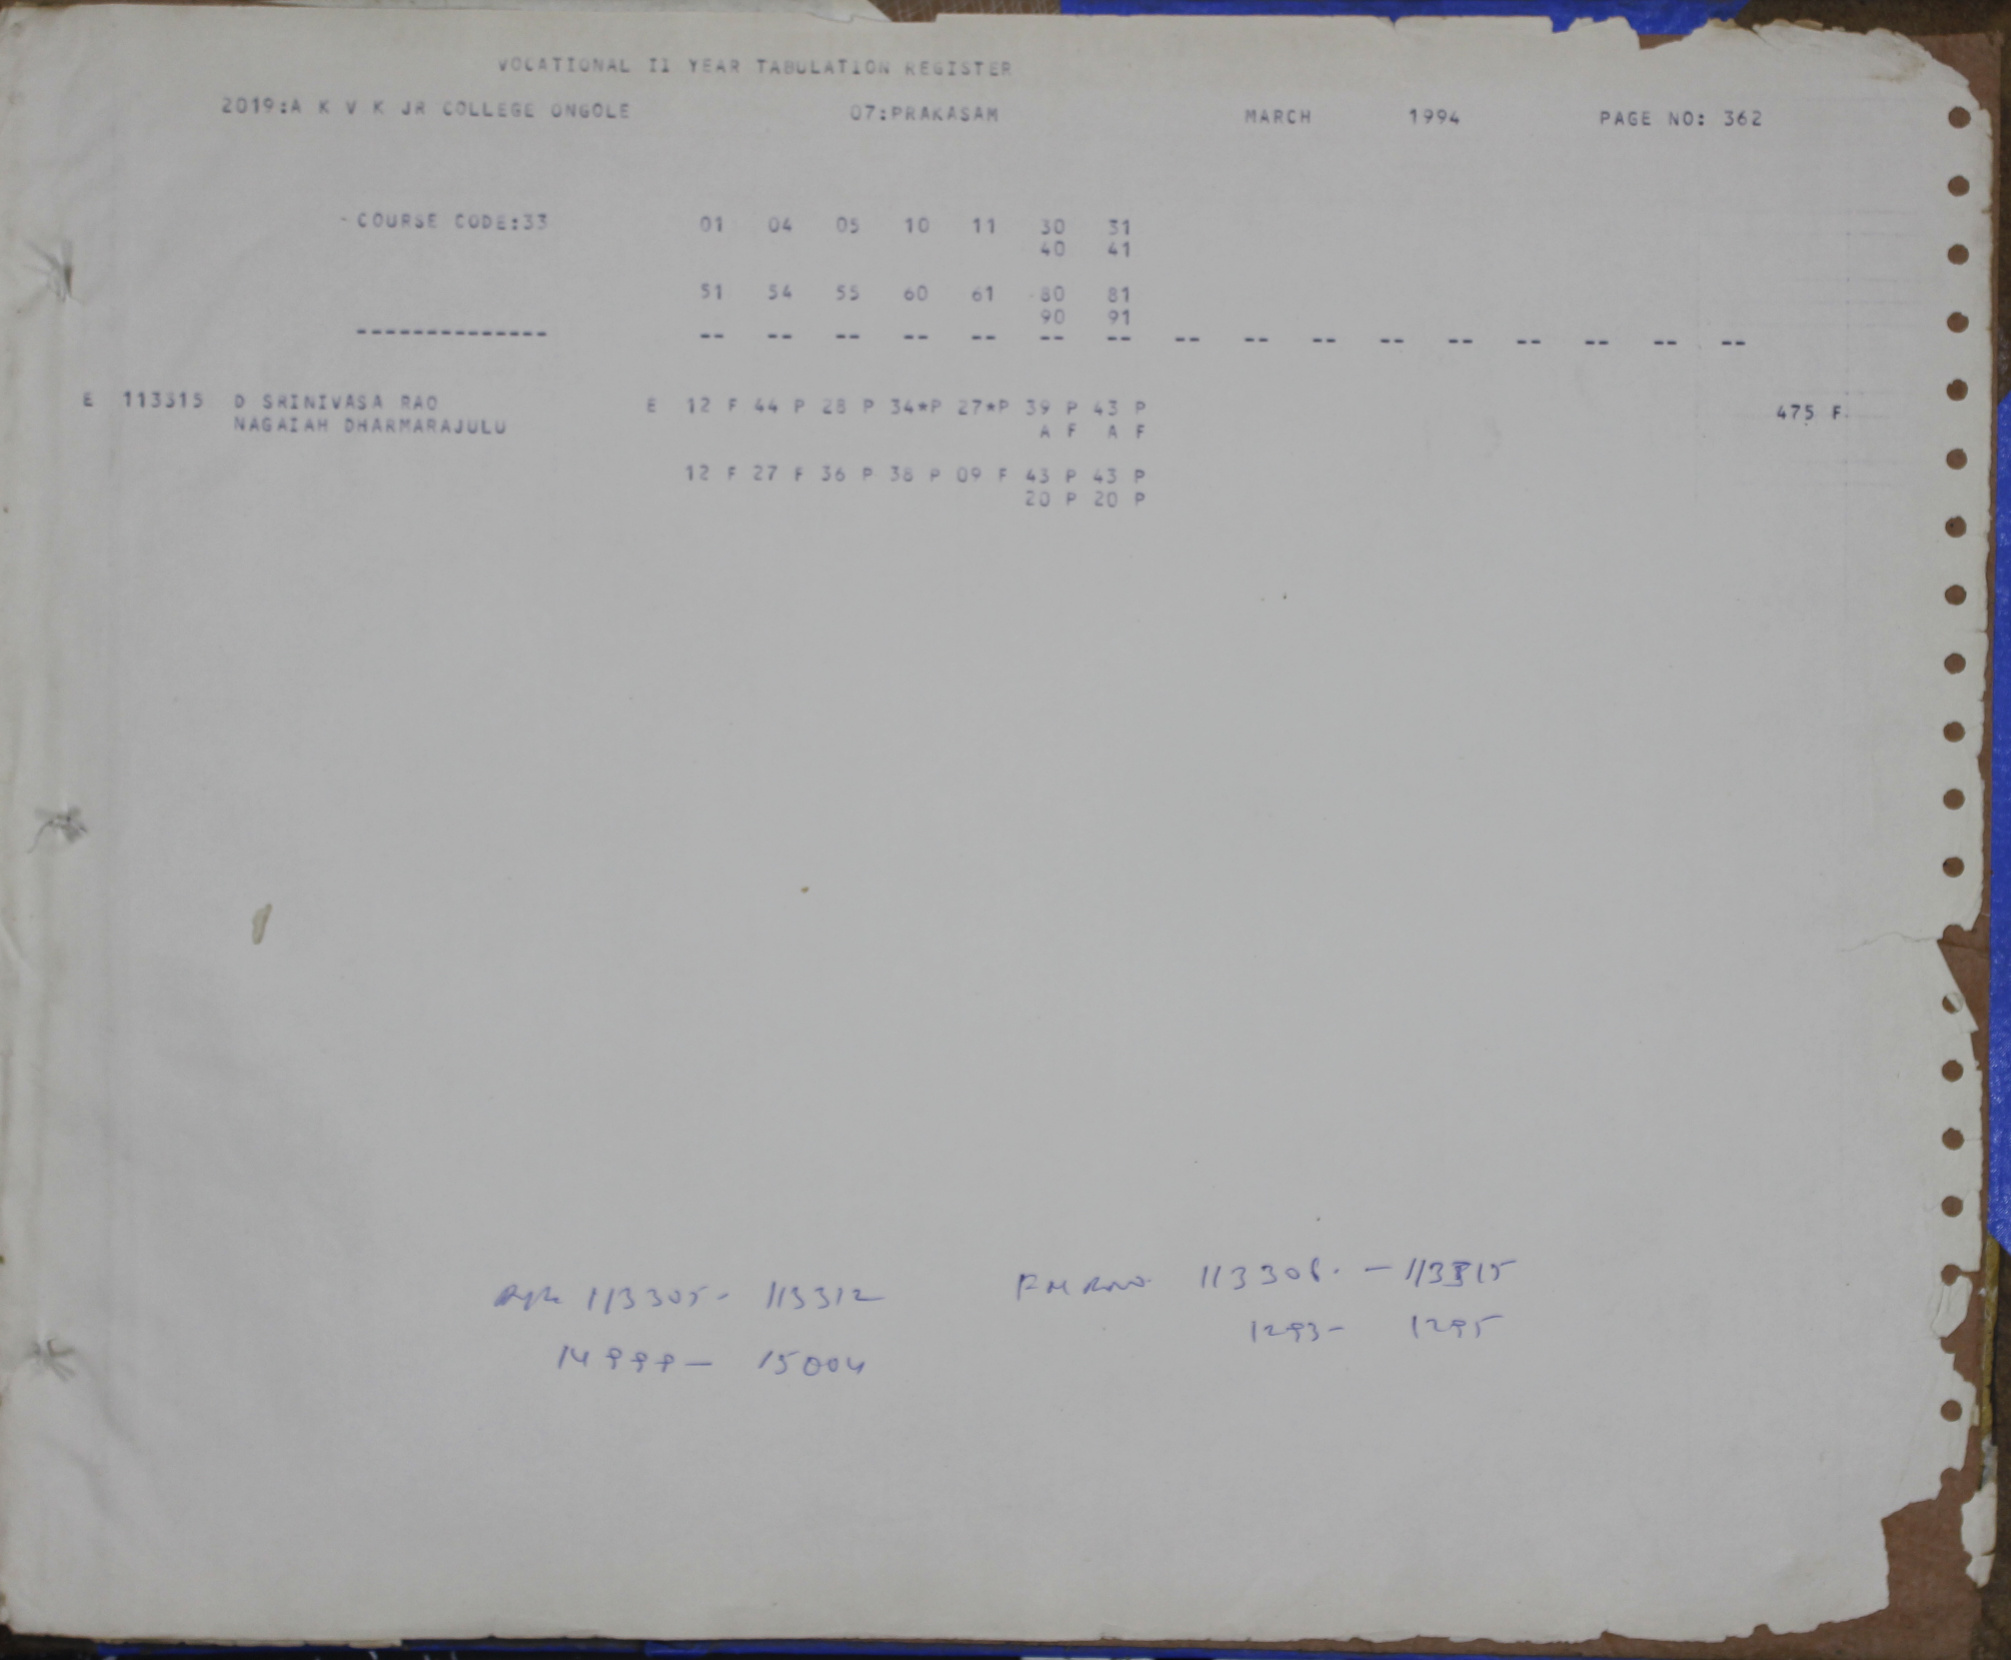 VOCATIONAL II YEAR TABULATION REGISTER
2019:A K V K JR COLLEGE ONGOLE 07:PRAKASAM MARCH 1994 PAGE NO: 362
COURSE CODE:33 01 04 05 10 11 30 31
40 41
51 54 55 60 61 80 81
90 91
-------------- -- -- -- -- -- -- -- -- -- -- -- -- -- -- -- --
E 113315 D SRINIVASA RAO E 12 F 44 P 28 P 34*P 27*P 39 P 43 P 475 F
NAGAIAH DHARMARAJULU A F A F
12 F 27 F 36 P 38 P 09 F 43 P 43 P
20 P 20 P
113305- 113312
14999- 15004
113308. - 113315
1293- 1295